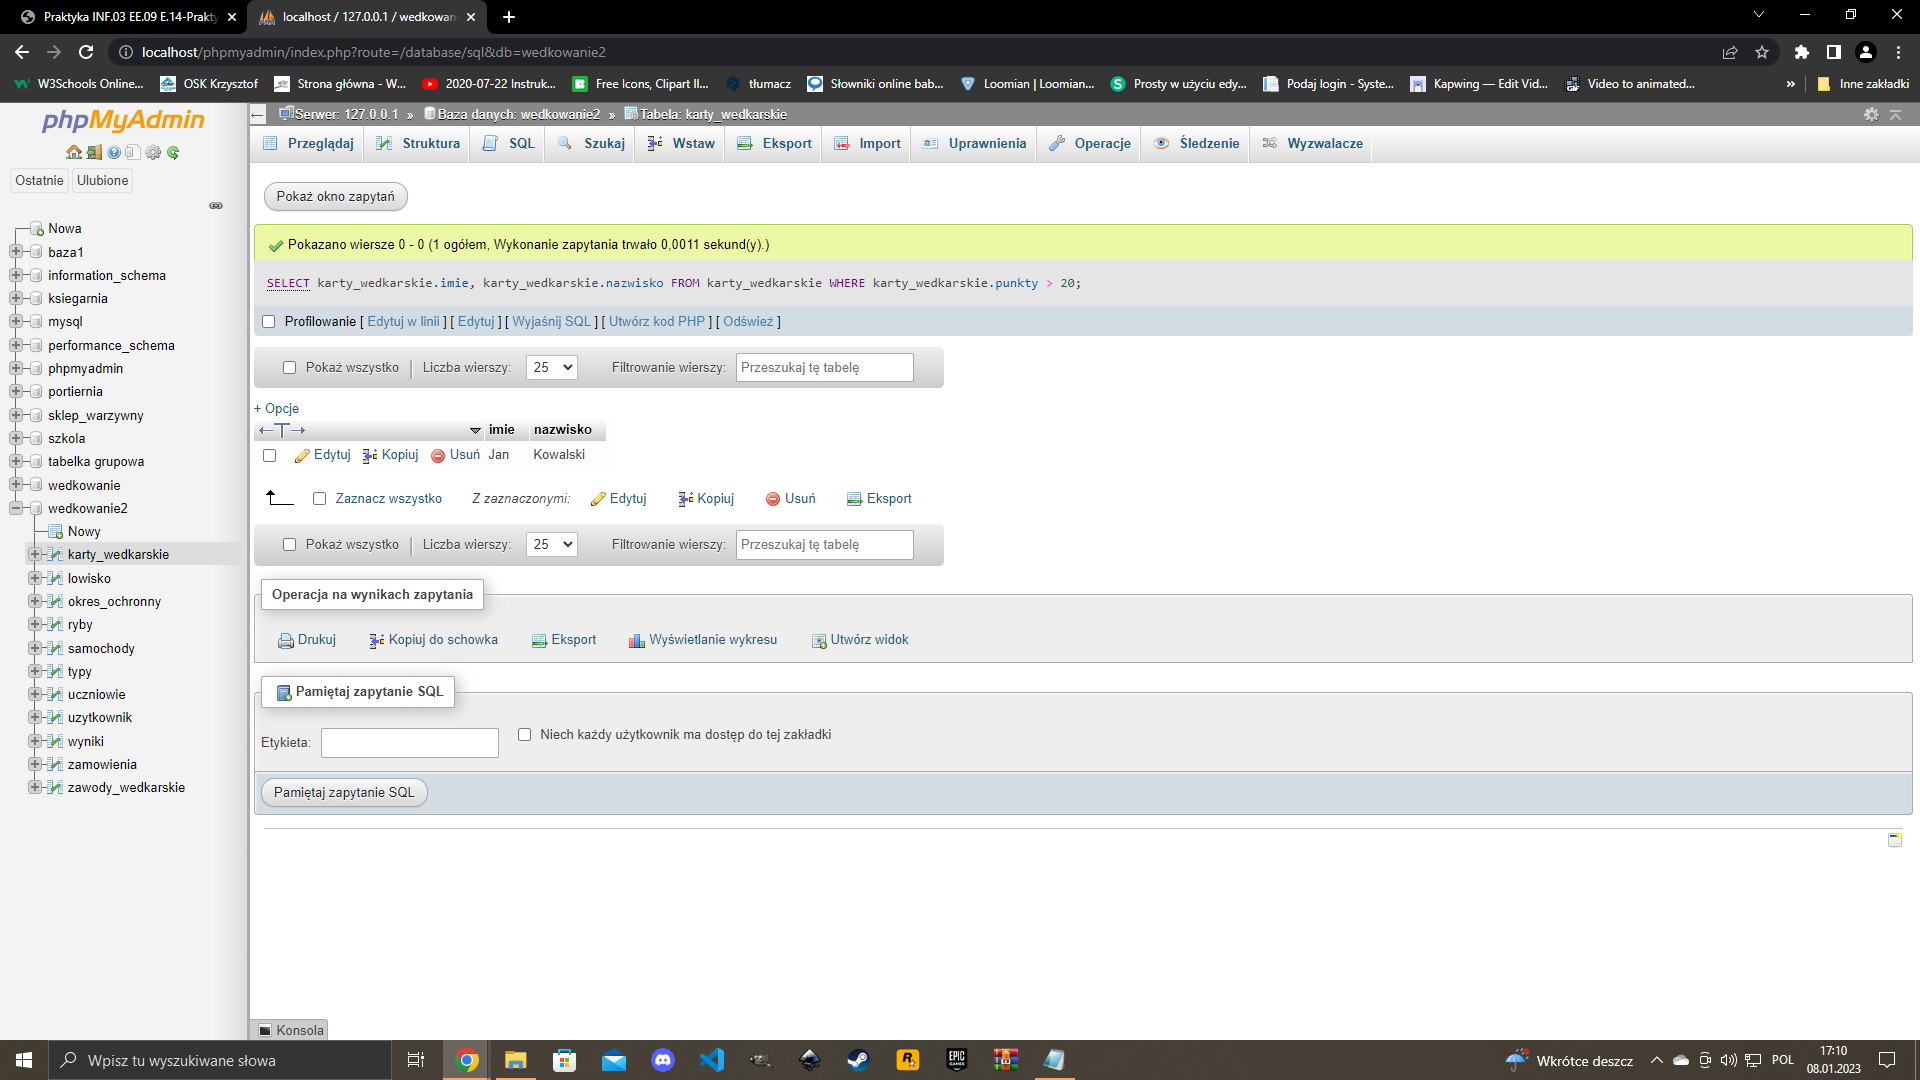 Praktyka INF.03 EE.09 E.14-Prakty
localhost / 127.0.0.1 / wedkowan
localhost/phpmyadmin/index.php?route=/database/sql&db=wedkowanie2
W3Schools Online...
OSK Krzysztof
Strona główna - W...
2020-07-22 Instruk...
Free Icons, Clipart Il...
tłumacz
Słowniki online bab...
Loomian | Loomian...
Prosty w użyciu edy...
Podaj login - Syste...
Kapwing — Edit Vid...
Video to animated...
»
Inne zakładki
phpMyAdmin
Ostatnie
Ulubione
Nowa
baza1
information_schema
ksiegarnia
mysql
performance_schema
phpmyadmin
portiernia
sklep_warzywny
szkola
tabelka grupowa
wedkowanie
wedkowanie2
Nowy
karty_wedkarskie
lowisko
okres_ochronny
ryby
samochody
typy
uczniowie
uzytkownik
wyniki
zamowienia
zawody_wedkarskie
Serwer: 127.0.0.1 » Baza danych: wedkowanie2 » Tabela: karty_wedkarskie
Przeglądaj
Struktura
SQL
Szukaj
Wstaw
Eksport
Import
Uprawnienia
Operacje
Śledzenie
Wyzwalacze
Pokaż okno zapytań
Pokazano wiersze 0 - 0 (1 ogółem, Wykonanie zapytania trwało 0,0011 sekund(y).)
SELECT karty_wedkarskie.imie, karty_wedkarskie.nazwisko FROM karty_wedkarskie WHERE karty_wedkarskie.punkty > 20;
Profilowanie [ Edytuj w linii ] [ Edytuj ] [ Wyjaśnij SQL ] [ Utwórz kod PHP ] [ Odśwież ]
Pokaż wszystko | Liczba wierszy: 25 Filtrowanie wierszy: Przeszukaj tę tabelę
+ Opcje
←T→ imie nazwisko
Edytuj Kopiuj Usuń Jan Kowalski
Zaznacz wszystko Z zaznaczonymi: Edytuj Kopiuj Usuń Eksport
Pokaż wszystko | Liczba wierszy: 25 Filtrowanie wierszy: Przeszukaj tę tabelę
Operacja na wynikach zapytania
Drukuj Kopiuj do schowka Eksport Wyświetlanie wykresu Utwórz widok
Pamiętaj zapytanie SQL
Etykieta: Niech każdy użytkownik ma dostęp do tej zakładki
Pamiętaj zapytanie SQL
Konsola
Wpisz tu wyszukiwane słowa
Wkrótce deszcz
POL
17:10
08.01.2023